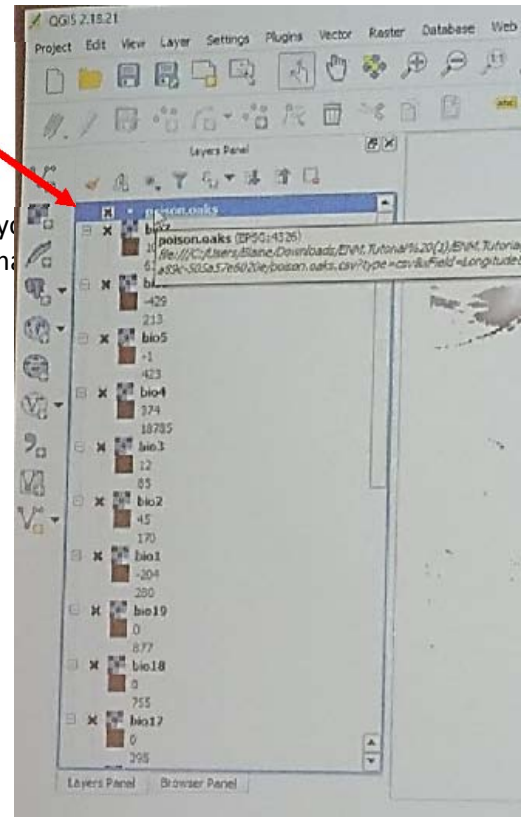 QGIS 2.18.21
Project Edit View Layer Settings Plugins Vector Raster Database Web
abc
Layers Panel
poison.oaks
poison.oaks (EPSG:4326)
-429
213
bio5
-1
423
bio4
374
18785
bio3
12
85
bio2
45
170
bio1
-204
280
bio19
0
877
bio18
0
755
bio17
0
395
Layers Panel Browser Panel